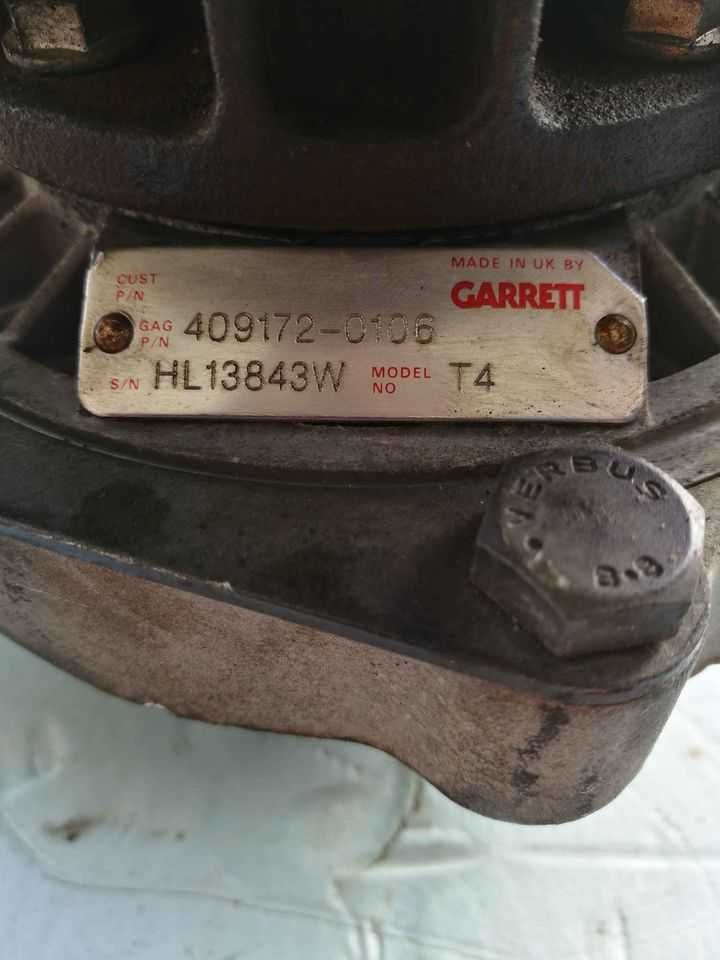 MADE IN UK BY
GARRETT
CUST
P/N
GAG
P/N 409172-0106
S/N HL13843W MODEL
NO T4
VERBUS
8.8